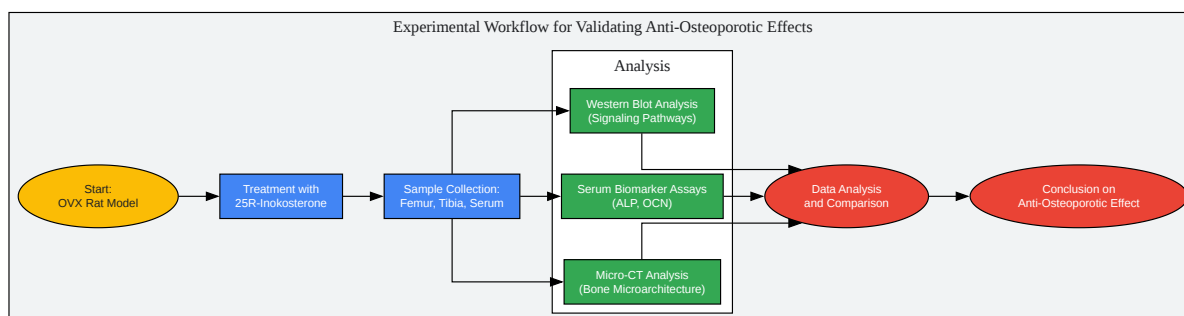 Experimental Workflow for Validating Anti-Osteoporotic Effects
Analysis
Start:
OVX Rat Model
Treatment with
25R-Inokosterone
Sample Collection:
Femur, Tibia, Serum
Western Blot Analysis
(Signaling Pathways)
Serum Biomarker Assays
(ALP, OCN)
Micro-CT Analysis
(Bone Microarchitecture)
Data Analysis
and Comparison
Conclusion on
Anti-Osteoporotic Effect